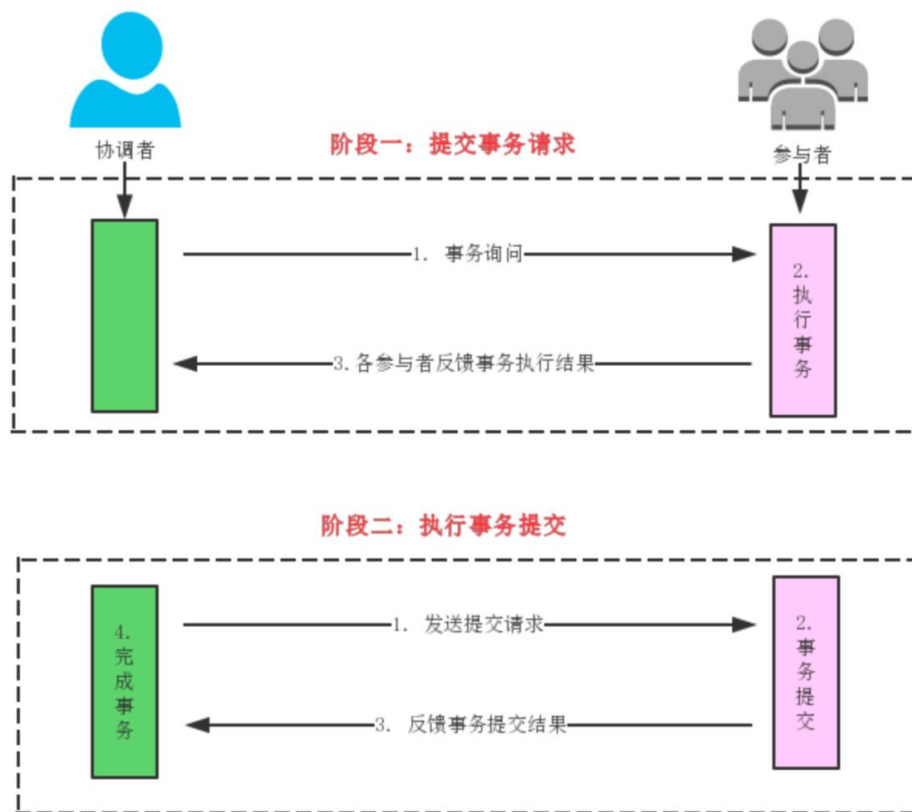 协调者
阶段一：提交事务请求
参与者
1. 事务询问
2.执行事务
3.各参与者反馈事务执行结果
阶段二：执行事务提交
1. 发送提交请求
4.完成事务
2.事务提交
3. 反馈事务提交结果